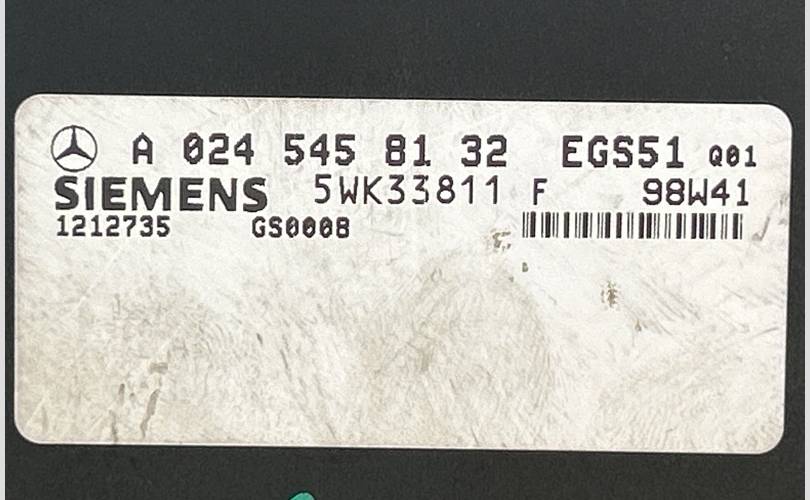 A 024 545 81 32 EGS51 Q01
SIEMENS 5WK33811 F 98W41
1212735 GS0008